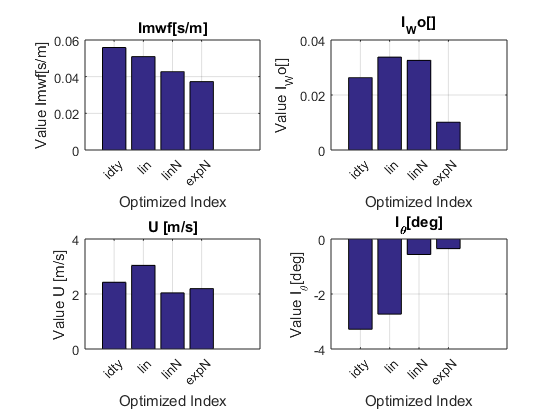 Imwf[s/m]
Value Imwf[s/m]
0.06
0.04
0.02
0
idty
lin
linN
expN
Optimized Index
I_Wo[]
Value I_Wo[]
0.04
0.02
0
idty
lin
linN
expN
Optimized Index
U [m/s]
Value U [m/s]
4
2
0
idty
lin
linN
expN
Optimized Index
I_θ[deg]
Value I_θ[deg]
0
-2
-4
idty
lin
linN
expN
Optimized Index